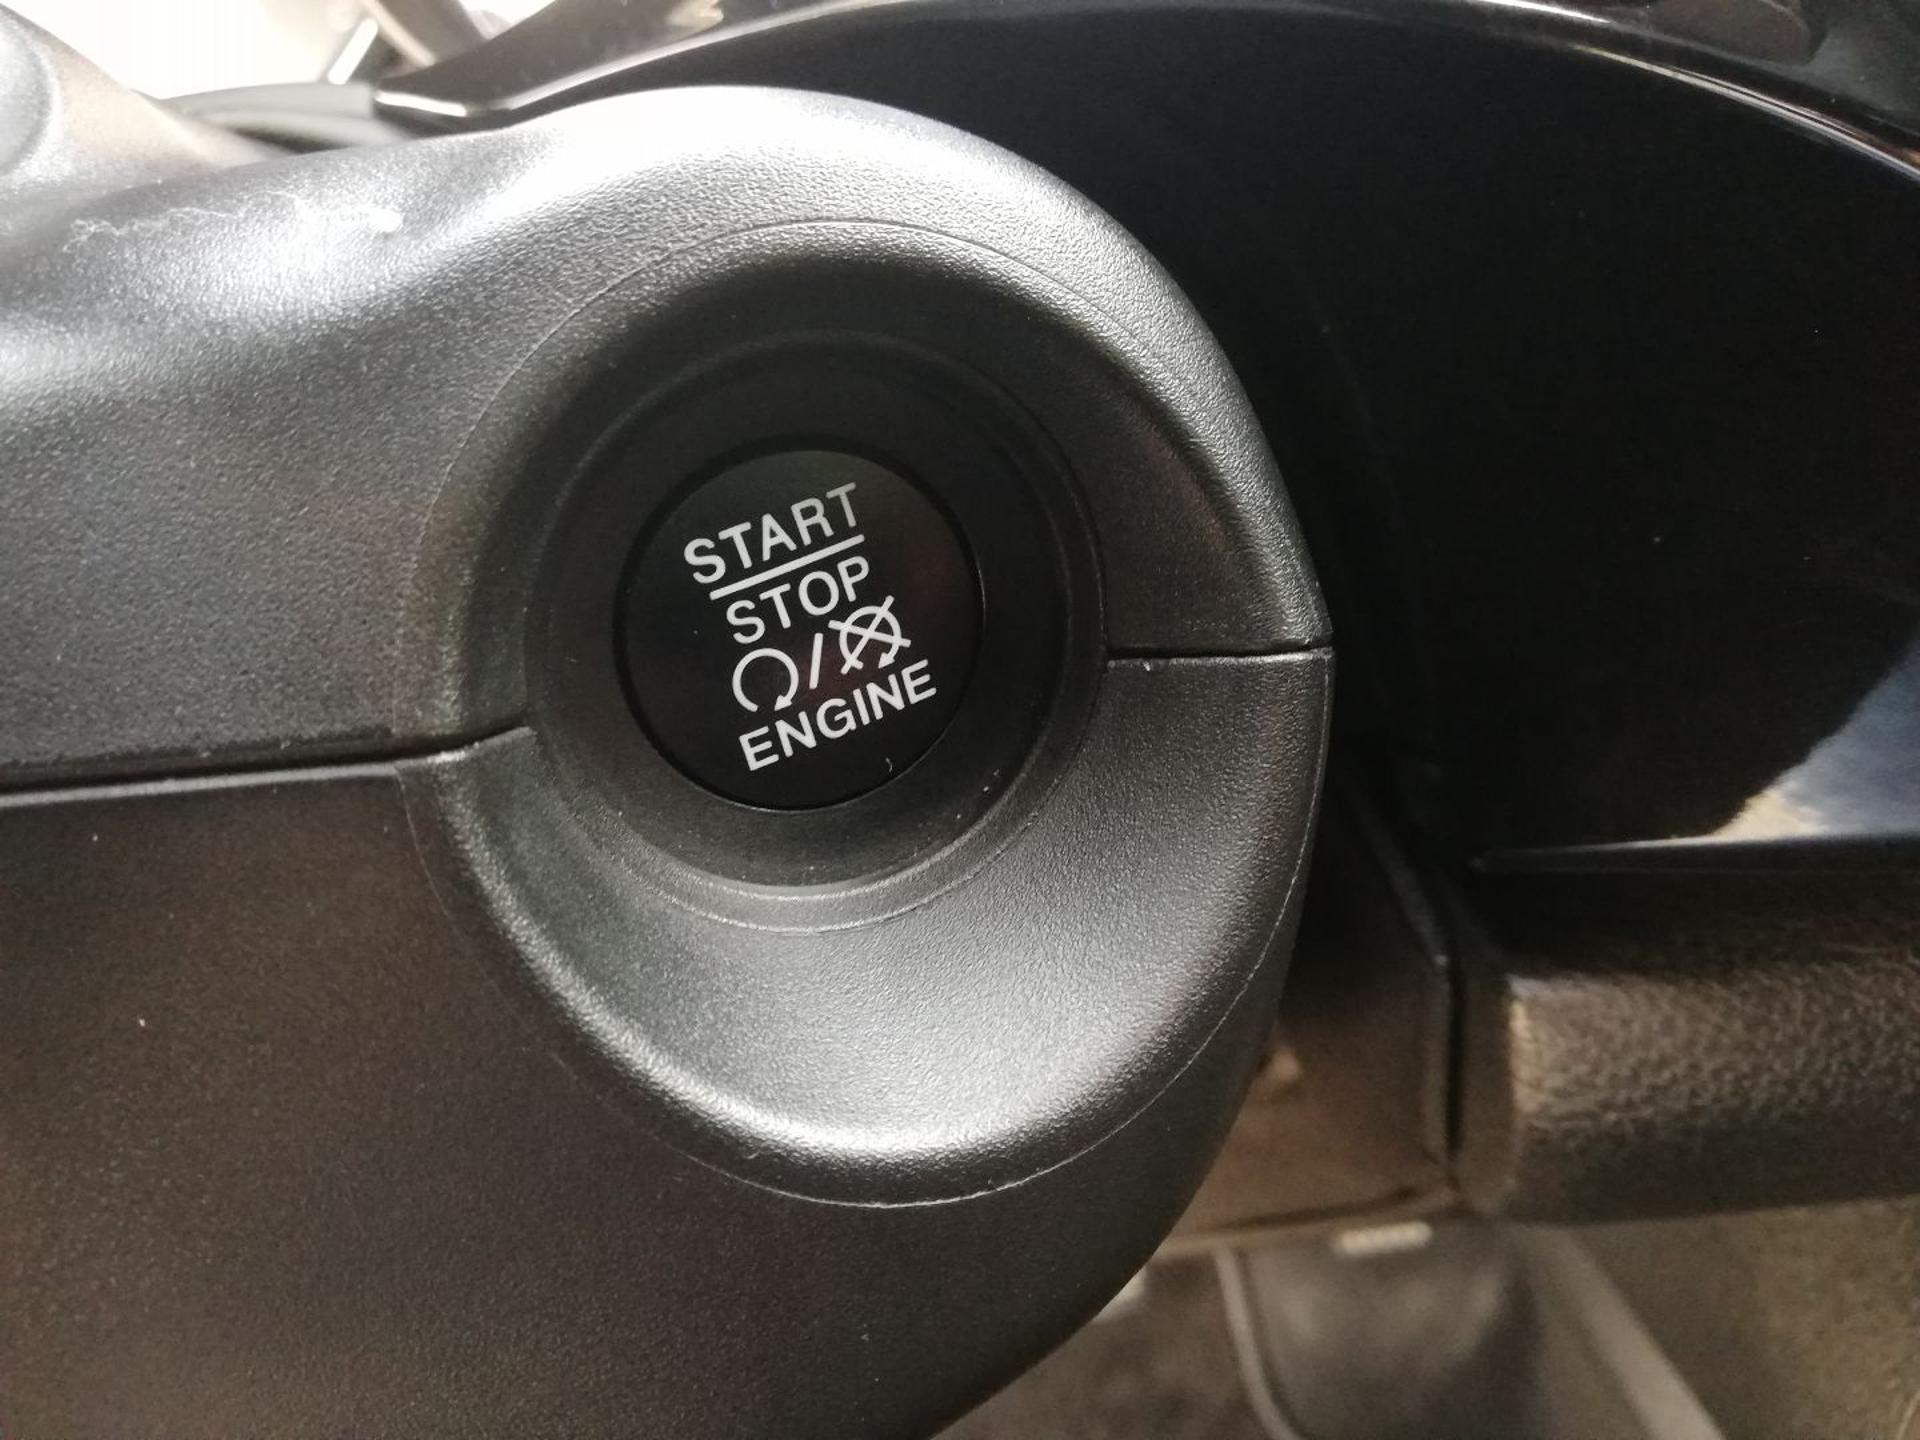 START
STOP
/
ENGINE